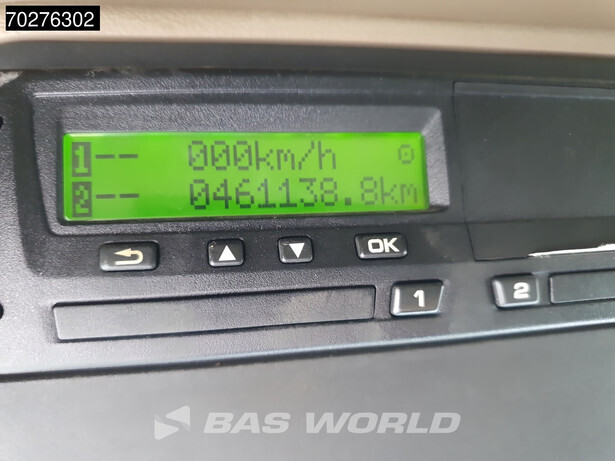 70276302
1-- 000km/h
2-- 0461138.8km
OK
1
2
BAS WORLD